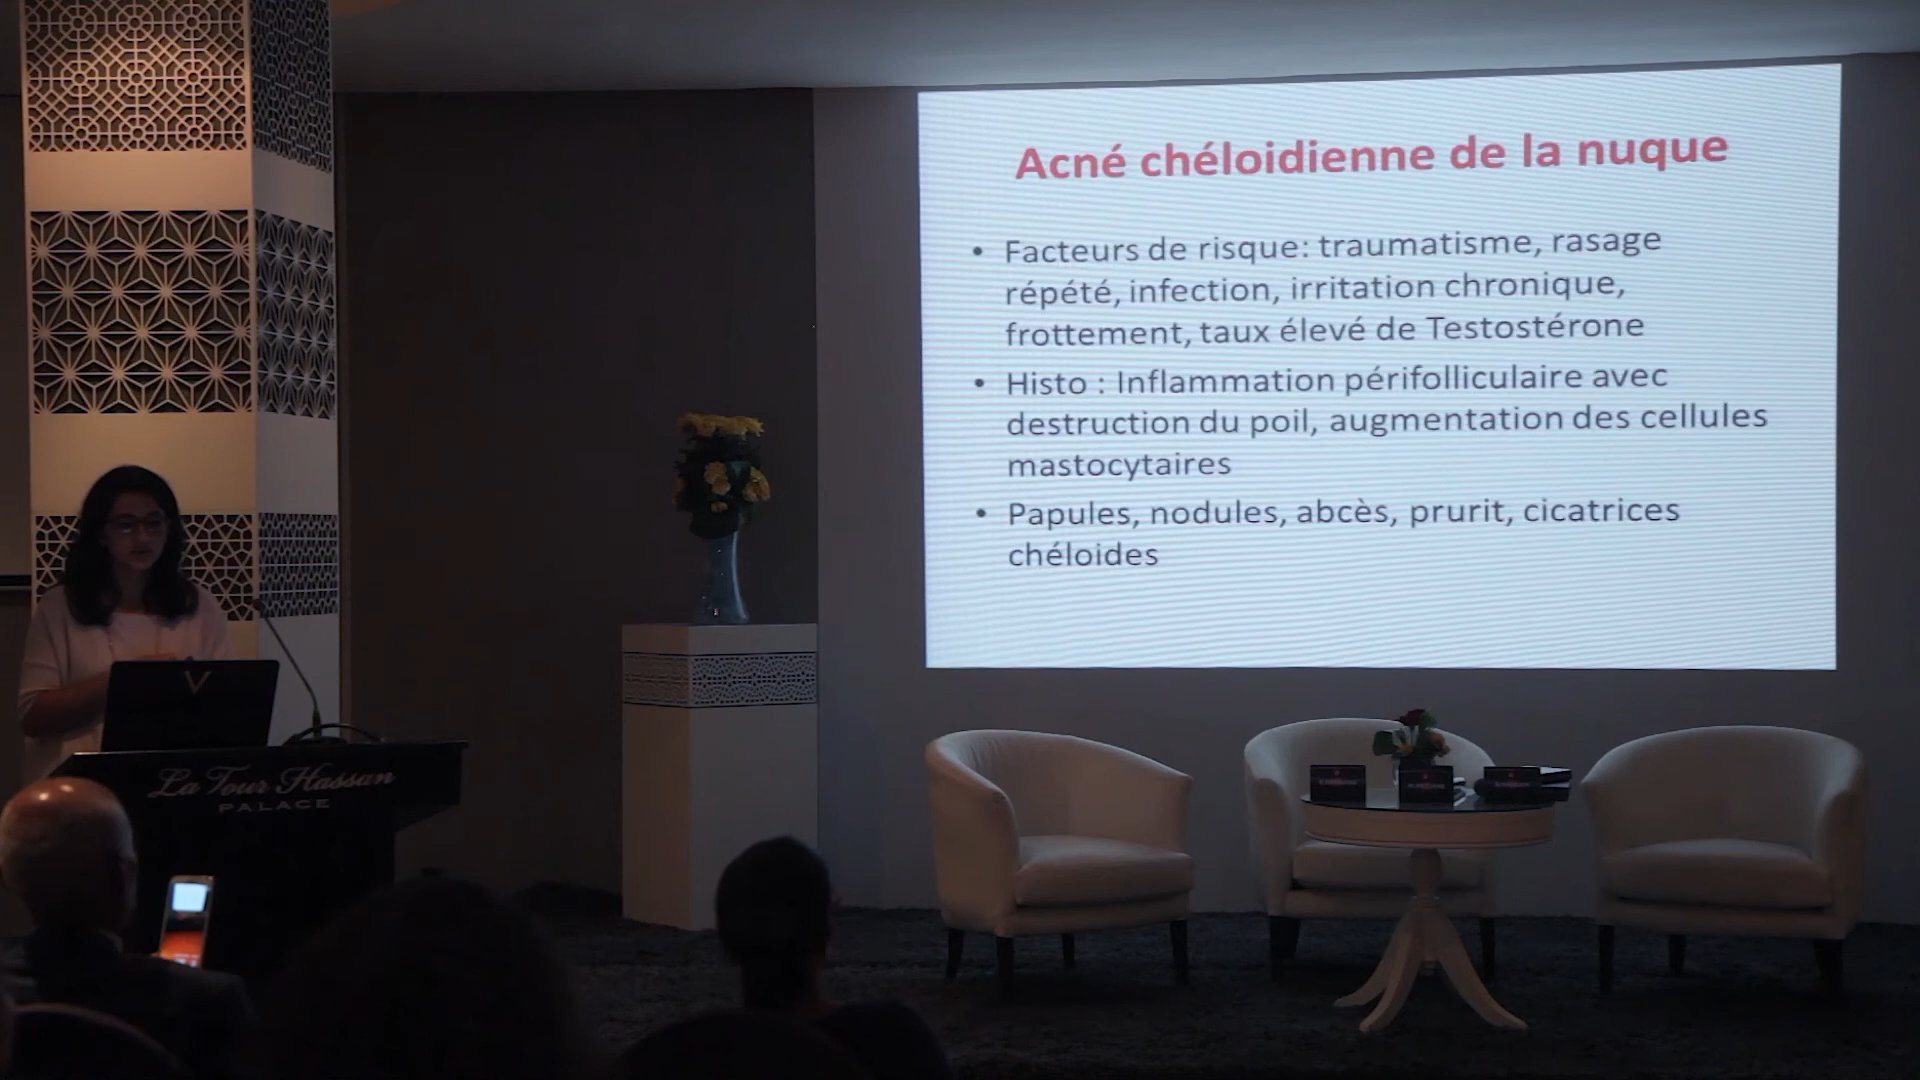 Acné chéloidienne de la nuque
• Facteurs de risque: traumatisme, rasage
répété, infection, irritation chronique,
frottement, taux élevé de Testostérone
• Histo : Inflammation périfolliculaire avec
destruction du poil, augmentation des cellules
mastocytaires
• Papules, nodules, abcès, prurit, cicatrices
chéloides
V
La Tour Hassan
PALACE